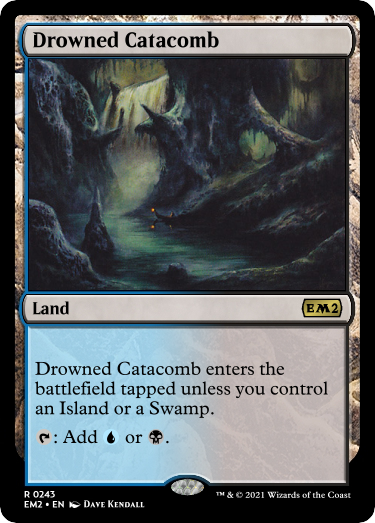 Drowned Catacomb
Land
EM2
Drowned Catacomb enters the
battlefield tapped unless you control
an Island or a Swamp.
: Add or .
R 0243
EM2 • EN Dave Kendall
™ & © 2021 Wizards of the Coast